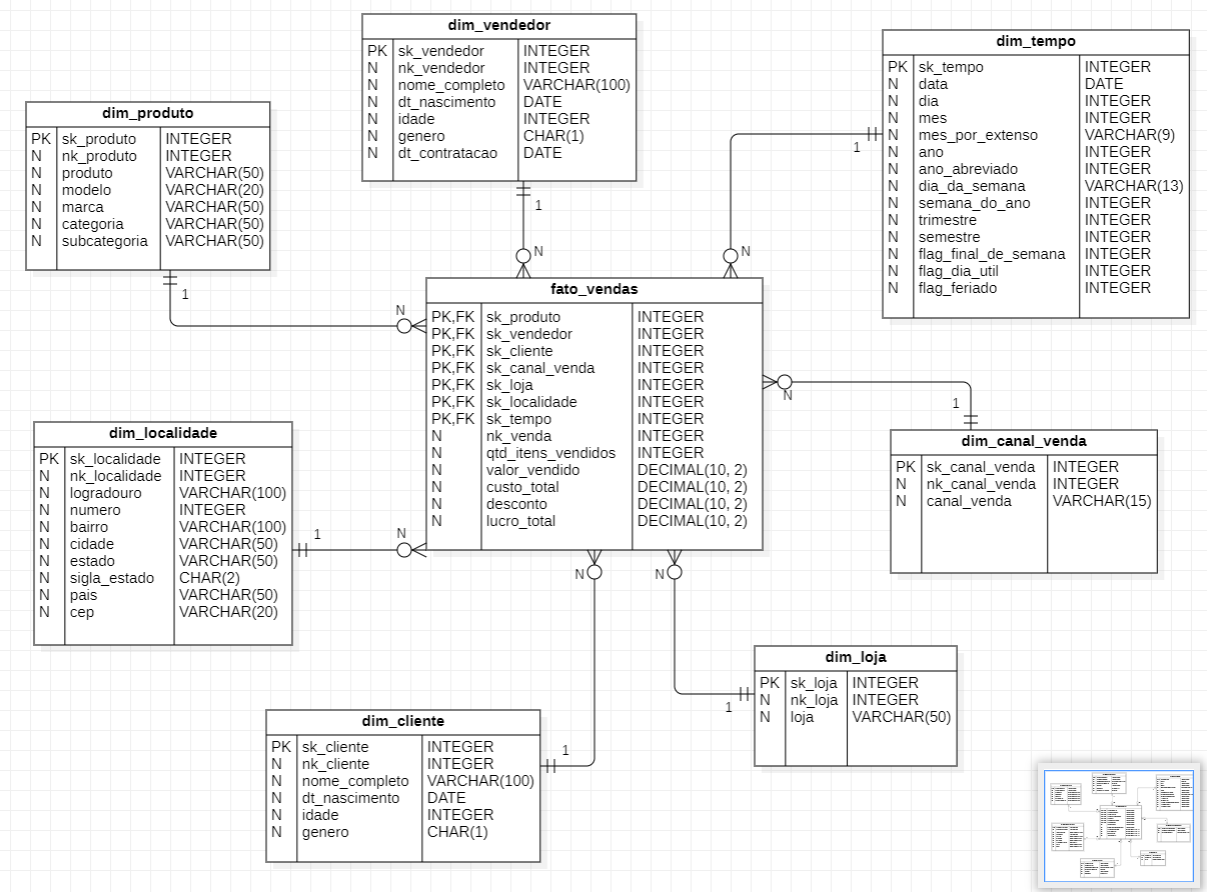 dim_vendedor
PK sk_vendedor INTEGER
N nk_vendedor INTEGER
N nome_completo VARCHAR(100)
N dt_nascimento DATE
N idade INTEGER
N genero CHAR(1)
N dt_contratacao DATE
1
N
dim_tempo
PK sk_tempo INTEGER
N data DATE
N dia INTEGER
N mes INTEGER
N mes_por_extenso VARCHAR(9)
N ano INTEGER
N ano_abreviado INTEGER
N dia_da_semana VARCHAR(13)
N semana_do_ano INTEGER
N trimestre INTEGER
N semestre INTEGER
N flag_final_de_semana INTEGER
N flag_dia_util INTEGER
N flag_feriado INTEGER
1
N
dim_produto
PK sk_produto INTEGER
N nk_produto INTEGER
N produto VARCHAR(50)
N modelo VARCHAR(20)
N marca VARCHAR(50)
N categoria VARCHAR(50)
N subcategoria VARCHAR(50)
1
N
fato_vendas
PK,FK sk_produto INTEGER
PK,FK sk_vendedor INTEGER
PK,FK sk_cliente INTEGER
PK,FK sk_canal_venda INTEGER
PK,FK sk_loja INTEGER
PK,FK sk_localidade INTEGER
PK,FK sk_tempo INTEGER
N nk_venda INTEGER
N qtd_itens_vendidos INTEGER
N valor_vendido DECIMAL(10, 2)
N custo_total DECIMAL(10, 2)
N desconto DECIMAL(10, 2)
N lucro_total DECIMAL(10, 2)
N
1
dim_canal_venda
PK sk_canal_venda INTEGER
N nk_canal_venda INTEGER
N canal_venda VARCHAR(15)
dim_localidade
PK sk_localidade INTEGER
N nk_localidade INTEGER
N logradouro VARCHAR(100)
N numero INTEGER
N bairro VARCHAR(100)
N cidade VARCHAR(50)
N estado VARCHAR(50)
N sigla_estado CHAR(2)
N pais VARCHAR(50)
N cep VARCHAR(20)
1
N
N
N
dim_loja
PK sk_loja INTEGER
N nk_loja INTEGER
N loja VARCHAR(50)
1
dim_cliente
PK sk_cliente INTEGER
N nk_cliente INTEGER
N nome_completo VARCHAR(100)
N dt_nascimento DATE
N idade INTEGER
N genero CHAR(1)
1